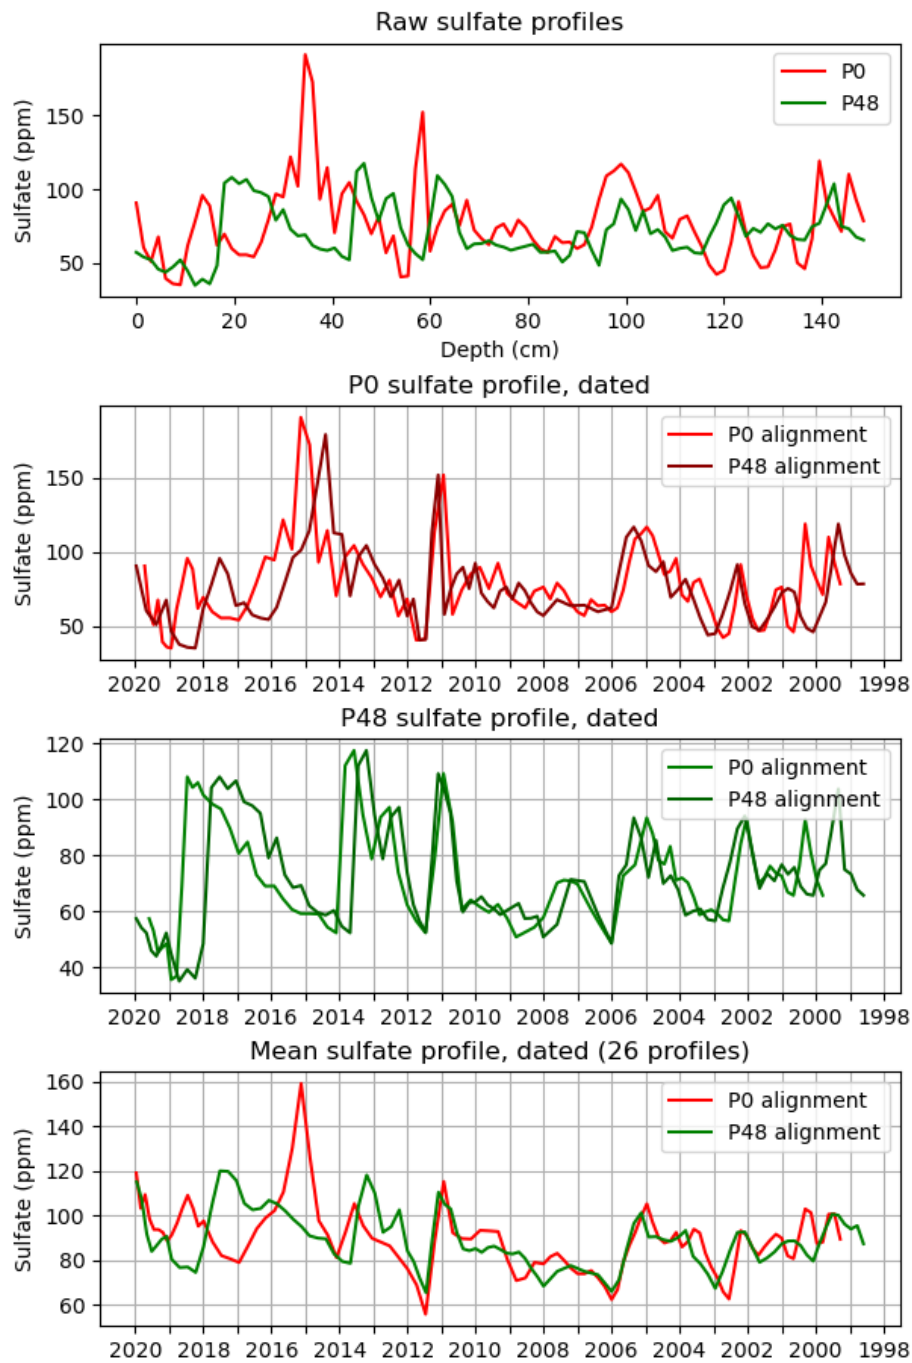 Raw sulfate profiles
Sulfate (ppm)
150
100
50
P0
P48
0 20 40 60 80 100 120 140
Depth (cm)
P0 sulfate profile, dated
Sulfate (ppm)
150
100
50
P0 alignment
P48 alignment
2020 2018 2016 2014 2012 2010 2008 2006 2004 2002 2000 1998
P48 sulfate profile, dated
Sulfate (ppm)
120
100
80
60
40
P0 alignment
P48 alignment
2020 2018 2016 2014 2012 2010 2008 2006 2004 2002 2000 1998
Mean sulfate profile, dated (26 profiles)
Sulfate (ppm)
160
140
120
100
80
60
P0 alignment
P48 alignment
2020 2018 2016 2014 2012 2010 2008 2006 2004 2002 2000 1998